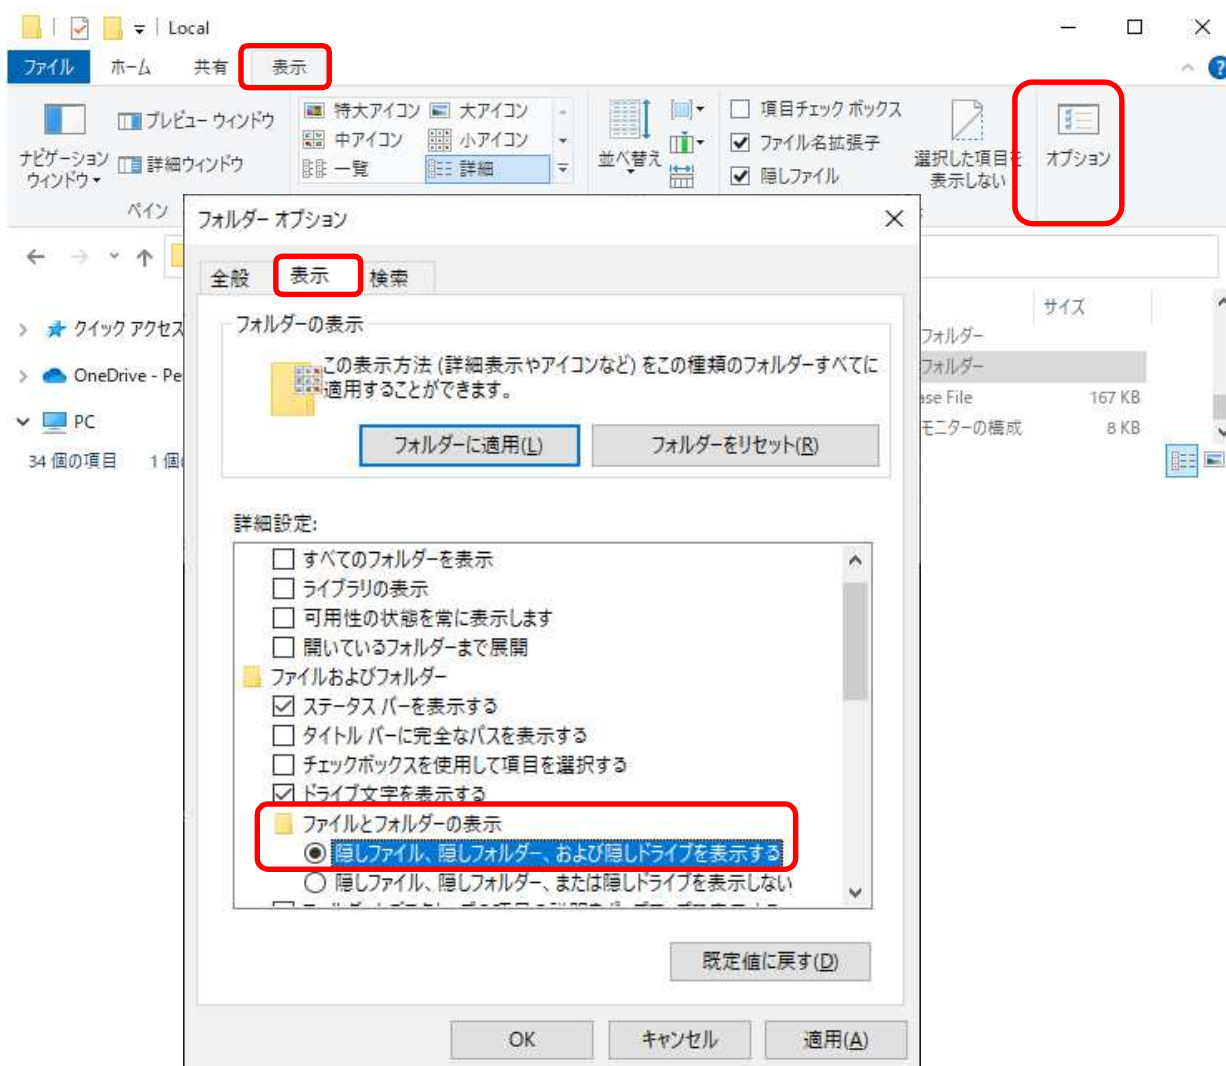 Local
ファイル ホーム 共有 表示
ナビゲーション ウィンドウ
プレビュー ウィンドウ
詳細ウィンドウ
ペイン
特大アイコン 大アイコン
中アイコン 小アイコン
一覧 詳細
並べ替え
項目チェック ボックス
ファイル名拡張子
隠しファイル
選択した項目を
表示しない
オプション
フォルダー オプション
全般 表示 検索
フォルダーの表示
この表示方法 (詳細表示やアイコンなど) をこの種類のフォルダーすべてに
適用することができます。
フォルダーに適用(L) フォルダーをリセット(R)
詳細設定:
すべてのフォルダーを表示
ライブラリの表示
可用性の状態を常に表示します
開いているフォルダーまで展開
ファイルおよびフォルダー
ステータス バーを表示する
タイトル バーに完全なパスを表示する
チェックボックスを使用して項目を選択する
ドライブ文字を表示する
ファイルとフォルダーの表示
隠しファイル、隠しフォルダー、および隠しドライブを表示する
隠しファイル、隠しフォルダー、または隠しドライブを表示しない
既定値に戻す(D)
OK キャンセル 適用(A)
クイック アクセス
OneDrive - Pe
PC
34 個の項目 1 個
サイズ
フォルダー
フォルダー
ase File 167 KB
モニターの構成 8 KB